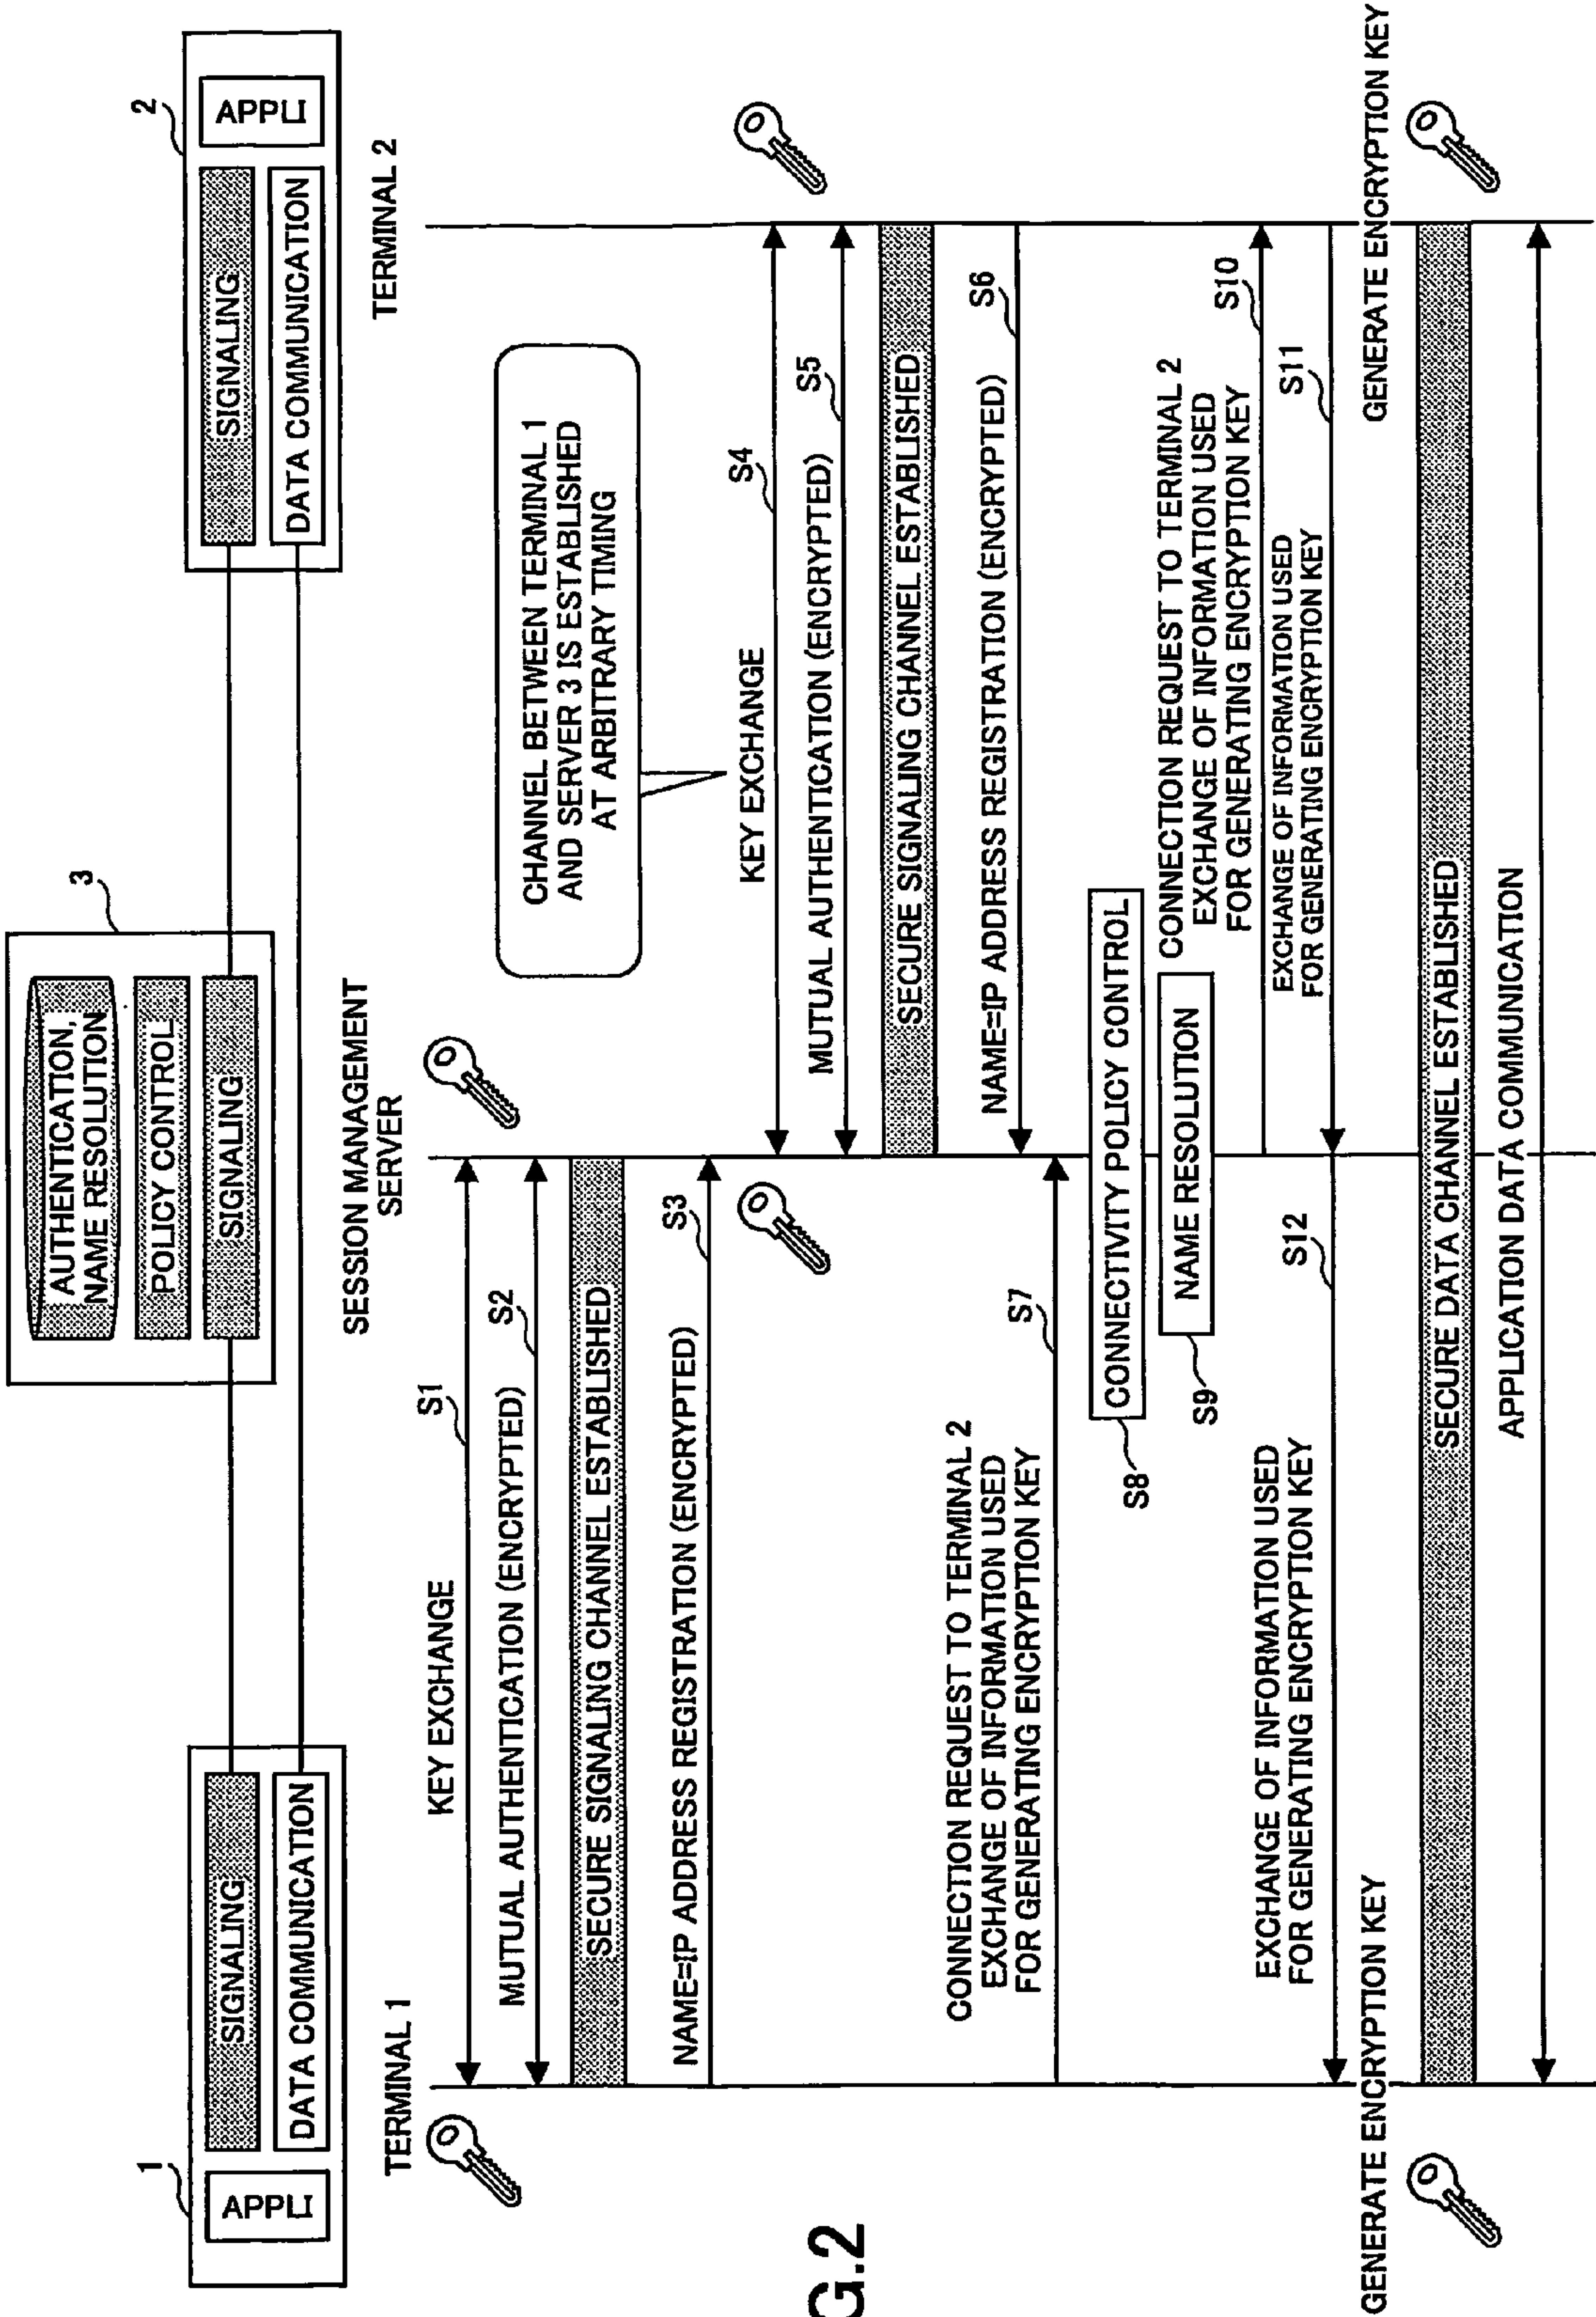 3
AUTHENTICATION,
NAME RESOLUTION
POLICY CONTROL
SIGNALING
1
APPLI
SIGNALING
DATA COMMUNICATION
2
SIGNALING
DATA COMMUNICATION
APPLI
TERMINAL 1
SESSION MANAGEMENT
SERVER
TERMINAL 2
KEY EXCHANGE
S1
MUTUAL AUTHENTICATION (ENCRYPTED)
S2
SECURE SIGNALING CHANNEL ESTABLISHED
NAME=IP ADDRESS REGISTRATION (ENCRYPTED)
S3
CHANNEL BETWEEN TERMINAL 1
AND SERVER 3 IS ESTABLISHED
AT ARBITRARY TIMING
KEY EXCHANGE
S4
MUTUAL AUTHENTICATION (ENCRYPTED)
S5
SECURE SIGNALING CHANNEL ESTABLISHED
NAME=IP ADDRESS REGISTRATION (ENCRYPTED)
S6
CONNECTION REQUEST TO TERMINAL 2
EXCHANGE OF INFORMATION USED
FOR GENERATING ENCRYPTION KEY
S7
S8
CONNECTIVITY POLICY CONTROL
S9
NAME RESOLUTION
CONNECTION REQUEST TO TERMINAL 2
EXCHANGE OF INFORMATION USED
FOR GENERATING ENCRYPTION KEY
S10
EXCHANGE OF INFORMATION USED
FOR GENERATING ENCRYPTION KEY
S11
EXCHANGE OF INFORMATION USED
FOR GENERATING ENCRYPTION KEY
S12
GENERATE ENCRYPTION KEY
GENERATE ENCRYPTION KEY
SECURE DATA CHANNEL ESTABLISHED
APPLICATION DATA COMMUNICATION
G.2